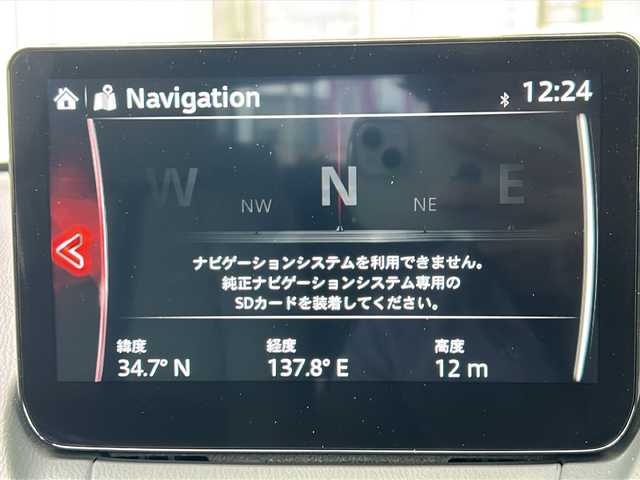 Navigation
12:24
W
NW
N
NE
E
ナビゲーションシステムを利用できません。
純正ナビゲーションシステム専用の
SDカードを装着してください。
緯度 経度 高度
34.7° N 137.8° E 12 m